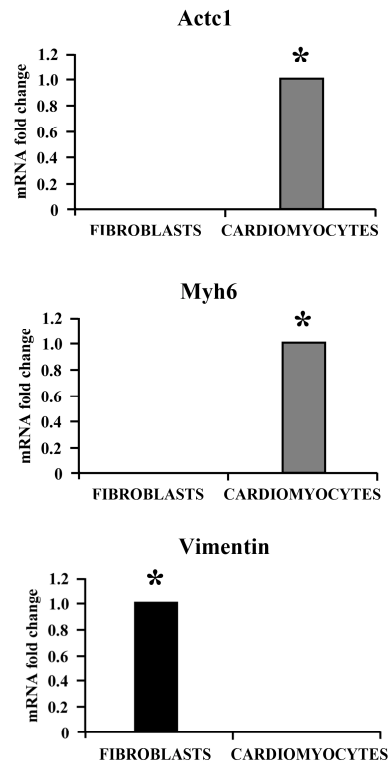 Actc1
mRNA fold change
1.2
1.0
0.8
0.6
0.4
0.2
0
*
FIBROBLASTS CARDIOMYOCYTES
Myh6
mRNA fold change
1.2
1.0
0.8
0.6
0.4
0.2
0
*
FIBROBLASTS CARDIOMYOCYTES
Vimentin
mRNA fold change
1.2
1.0
0.8
0.6
0.4
0.2
0
*
FIBROBLASTS CARDIOMYOCYTES